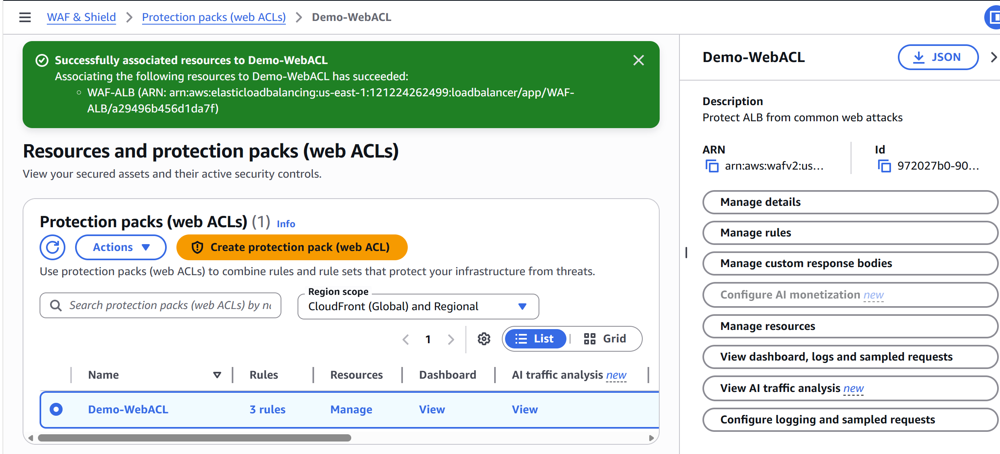 WAF & Shield > Protection packs (web ACLs) > Demo-WebACL
Successfully associated resources to Demo-WebACL
Associating the following resources to Demo-WebACL has succeeded:
WAF-ALB (ARN: arn:aws:elasticloadbalancing:us-east-1:121224262499:loadbalancer/app/WAF-
ALB/a29496b456d1da7f)
Resources and protection packs (web ACLs)
View your secured assets and their active security controls.
Protection packs (web ACLs) (1) Info
Actions
Create protection pack (web ACL)
Use protection packs (web ACLs) to combine rules and rule sets that protect your infrastructure from threats.
Region scope
Search protection packs (web ACLs) by
CloudFront (Global) and Regional
1
List
Grid
Name Rules Resources Dashboard AI traffic analysis new
Demo-WebACL 3 rules Manage View View
Demo-WebACL
JSON
Description
Protect ALB from common web attacks
ARN Id
arn:aws:wafv2:us... 972027b0-90...
Manage details
Manage rules
Manage custom response bodies
Configure AI monetization new
Manage resources
View dashboard, logs and sampled requests
View AI traffic analysis new
Configure logging and sampled requests